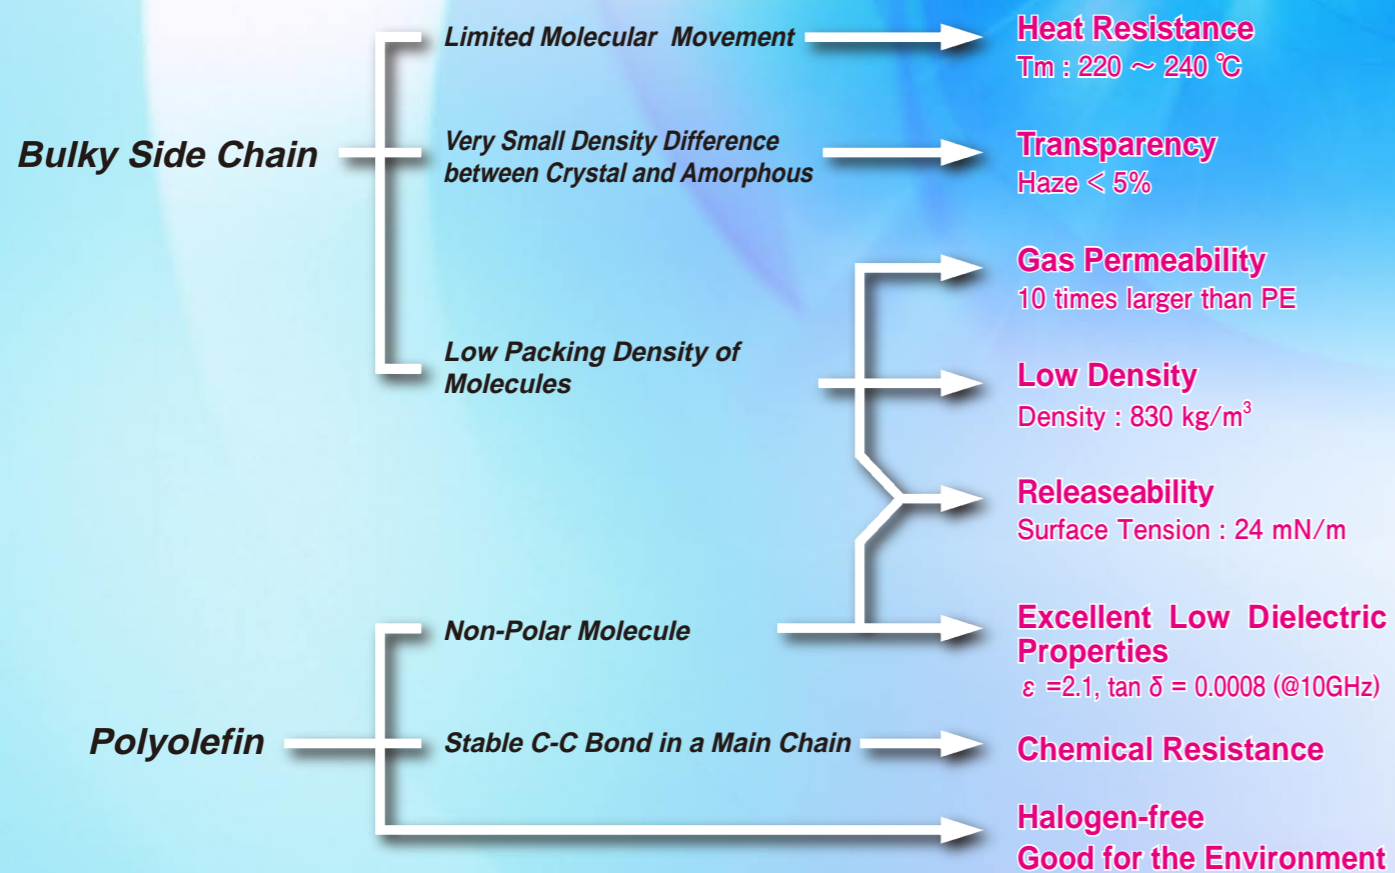 Bulky Side Chain
Limited Molecular Movement
Heat Resistance
Tm : 220 ～ 240 ℃
Very Small Density Difference
between Crystal and Amorphous
Transparency
Haze < 5%
Low Packing Density of
Molecules
Gas Permeability
10 times larger than PE
Low Density
Density : 830 kg/m³
Releaseability
Surface Tension : 24 mN/m
Polyolefin
Non-Polar Molecule
Excellent Low Dielectric
Properties
ε =2.1, tan δ = 0.0008 (@10GHz)
Stable C-C Bond in a Main Chain
Chemical Resistance
Halogen-free
Good for the Environment